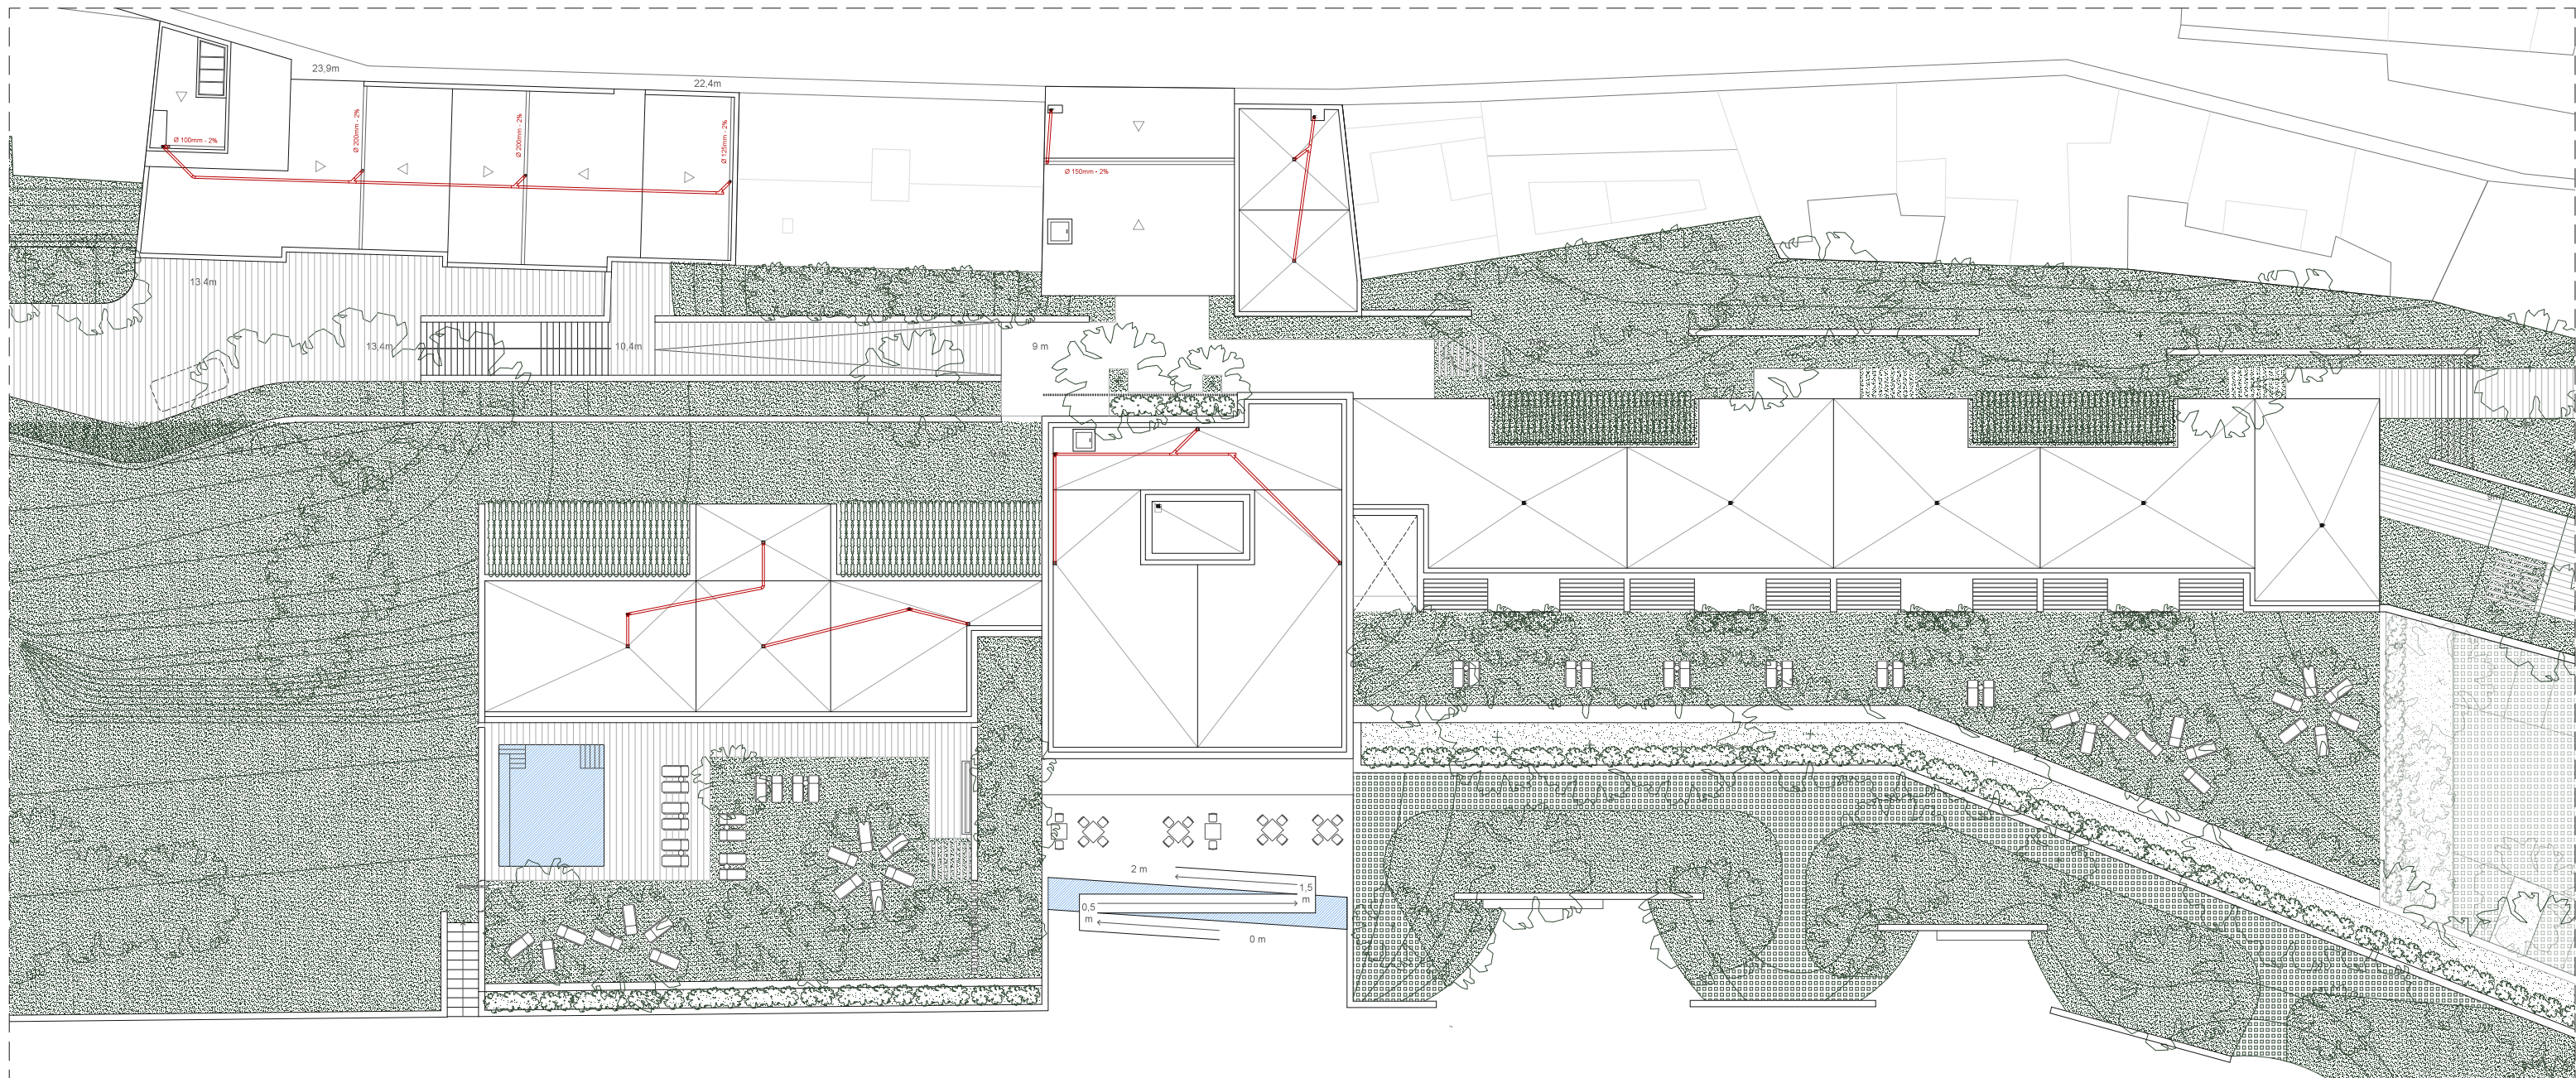 23,9m
22,4m
Ø 100mm - 2%
Ø 200mm - 2%
Ø 200mm - 2%
Ø 125mm - 2%
Ø 150mm - 2%
13.4m
13,4m
10,4m
9 m
2 m
1,5
m
0,5
m
0 m